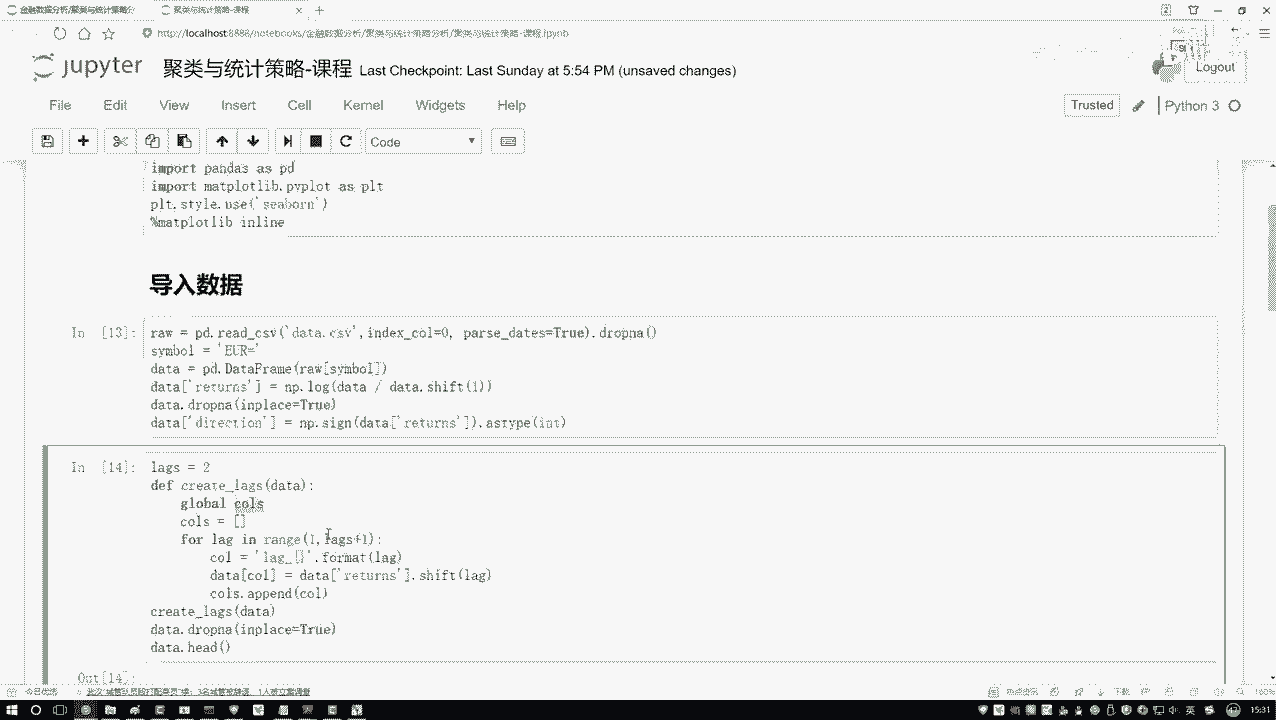 金融数据分析/聚类与统计策略分
聚类与统计策略-课程
http://localhost:8888/notebooks/金融数据分析/聚类与统计策略分析/聚类与统计策略-课程.ipynb
jupyter 聚类与统计策略-课程 Last Checkpoint: Last Sunday at 5:54 PM (unsaved changes)
Logout
File Edit View Insert Cell Kernel Widgets Help
Trusted Python 3
Code
import pandas as pd
import matplotlib.pyplot as plt
plt.style.use('seaborn')
%matplotlib inline
导入数据
In [13]:
raw = pd.read_csv('data.csv',index_col=0, parse_dates=True).dropna()
symbol = 'EUR='
data = pd.DataFrame(raw[symbol])
data['returns'] = np.log(data / data.shift(1))
data.dropna(inplace=True)
data['direction'] = np.sign(data['returns']).astype(int)
In [14]:
lags = 2
def create_lags(data):
global cols
cols = []
for lag in range(1,lags+1):
col = 'lag_{}'.format(lag)
data[col] = data['returns'].shift(lag)
cols.append(col)
create_lags(data)
data.dropna(inplace=True)
data.head()
Out[14]:
今日优选
下载
英
15:31